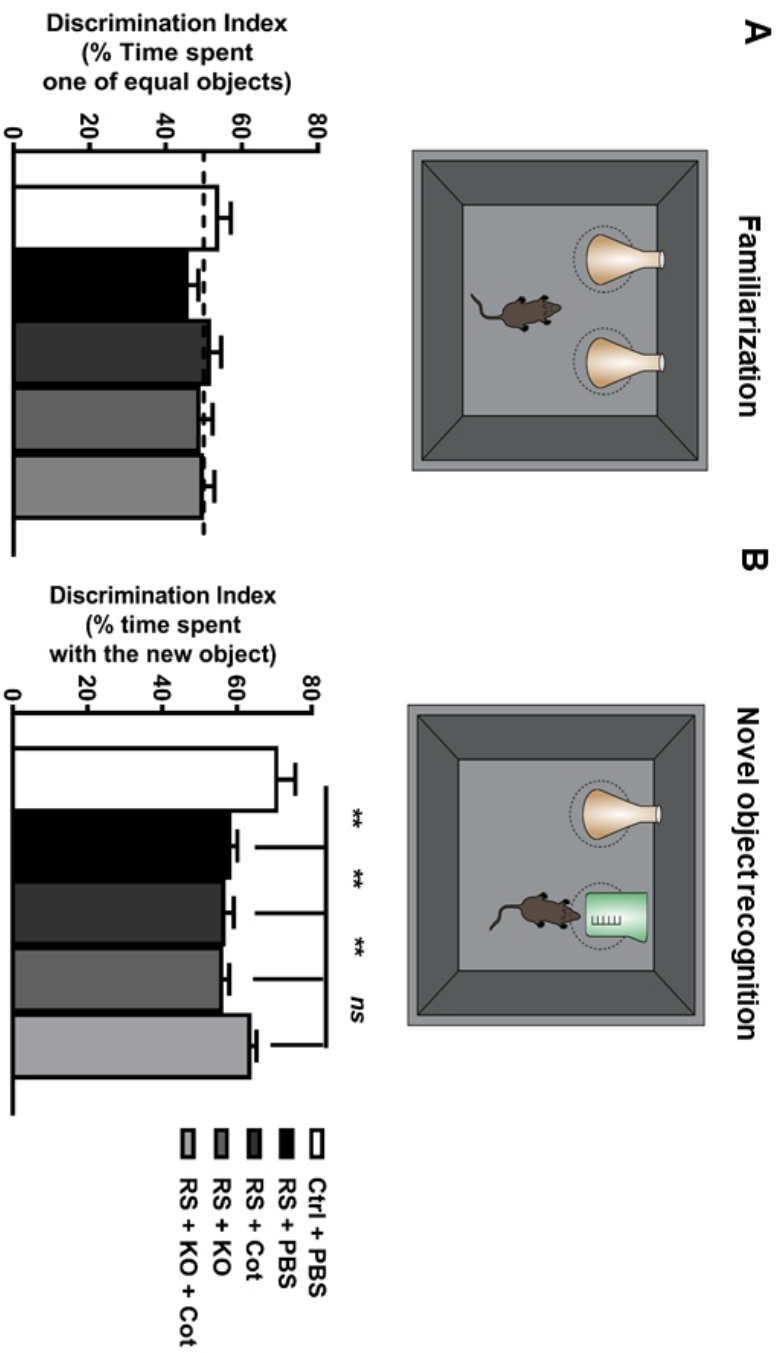 A
Familiarization
Discrimination Index
(% Time spent
one of equal objects)
80
60
40
20
0
B
Novel object recognition
Discrimination Index
(% time spent
with the new object)
80
60
40
20
0
** ** ** ns
Ctrl + PBS
RS + PBS
RS + Cot
RS + KO
RS + KO + Cot